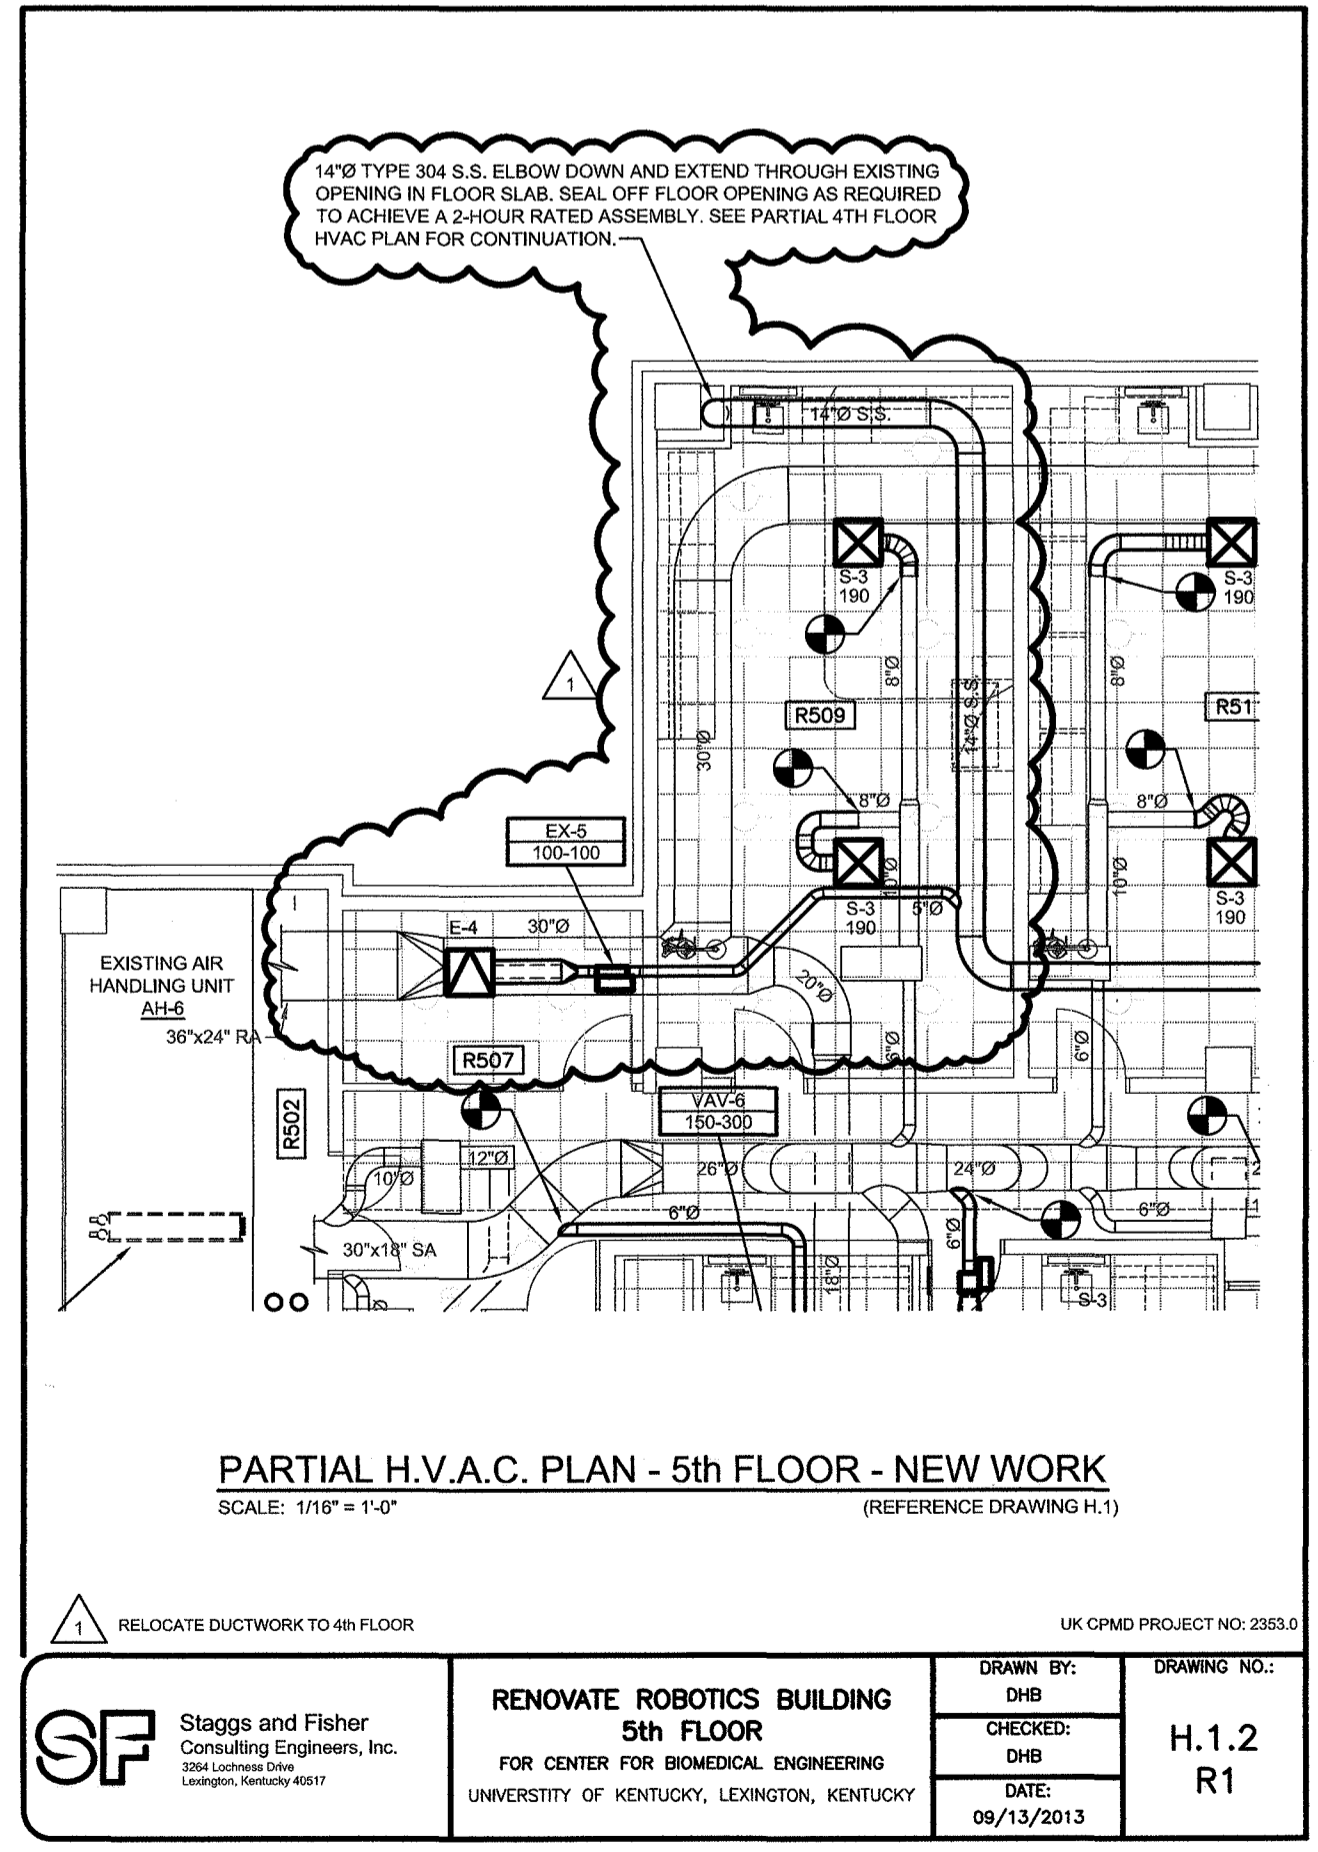 14"Ø TYPE 304 S.S. ELBOW DOWN AND EXTEND THROUGH EXISTING
OPENING IN FLOOR SLAB. SEAL OFF FLOOR OPENING AS REQUIRED
TO ACHIEVE A 2-HOUR RATED ASSEMBLY. SEE PARTIAL 4TH FLOOR
HVAC PLAN FOR CONTINUATION.
14"Ø S.S.
S-3
190
S-3
190
8"Ø
8"Ø
1
R509
R51
14"Ø S.S.
30"Ø
8"Ø
8"Ø
EX-5
100-100
10"Ø
10"Ø
S-3
190
5"Ø
S-3
190
E-4
30"Ø
EXISTING AIR
HANDLING UNIT
AH-6
20"Ø
36"x24" RA
6"Ø
6"Ø
R507
R502
VAV-6
150-300
12"Ø
10"Ø
26"Ø
24"Ø
6"Ø
6"Ø
6"Ø
30"x18" SA
18"Ø
S-3
PARTIAL H.V.A.C. PLAN - 5th FLOOR - NEW WORK
SCALE: 1/16" = 1'-0"
(REFERENCE DRAWING H.1)
1
RELOCATE DUCTWORK TO 4th FLOOR
UK CPMD PROJECT NO: 2353.0
SF
Staggs and Fisher
Consulting Engineers, Inc.
3264 Lochness Drive
Lexington, Kentucky 40517
RENOVATE ROBOTICS BUILDING
5th FLOOR
FOR CENTER FOR BIOMEDICAL ENGINEERING
UNIVERSTITY OF KENTUCKY, LEXINGTON, KENTUCKY
DRAWN BY:
DHB
CHECKED:
DHB
DATE:
09/13/2013
DRAWING NO.:
H.1.2
R1